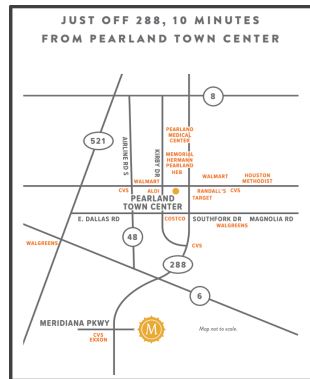 JUST OFF 288, 10 MINUTES
FROM PEARLAND TOWN CENTER
8
521
AIRLINE RD S
KIRBY DR
PEARLAND
MEDICAL
CENTER
MEMORIAL
HERMANN
PEARLAND
HEB
WALMART
WALMART
HOUSTON
METHODIST
CVS
ALDI
RANDALL'S
CVS
TARGET
PEARLAND
TOWN CENTER
E. DALLAS RD
COSTCO
SOUTHFORK DR
MAGNOLIA RD
WALGREENS
48
WALGREENS
CVS
288
6
MERIDIANA PKWY
M
Map not to scale.
CVS
EXXON